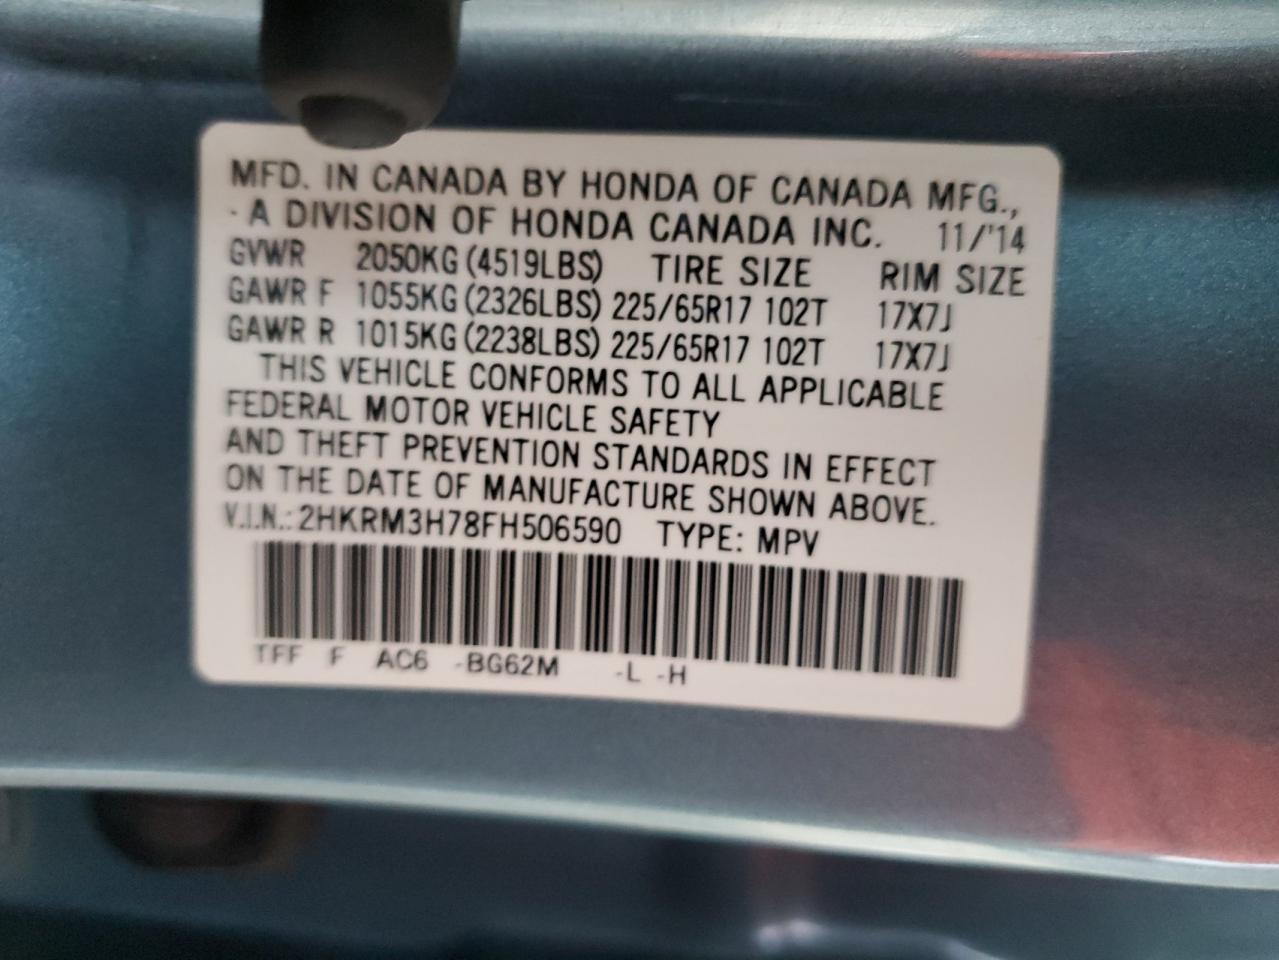 MFD. IN CANADA BY HONDA OF CANADA MFG.,
- A DIVISION OF HONDA CANADA INC. 11/'14
GVWR 2050KG (4519LBS) TIRE SIZE RIM SIZE
GAWR F 1055KG (2326LBS) 225/65R17 102T 17X7J
GAWR R 1015KG (2238LBS) 225/65R17 102T 17X7J
THIS VEHICLE CONFORMS TO ALL APPLICABLE
FEDERAL MOTOR VEHICLE SAFETY
AND THEFT PREVENTION STANDARDS IN EFFECT
ON THE DATE OF MANUFACTURE SHOWN ABOVE.
V.I.N.: 2HKRM3H78FH506590 TYPE: MPV
TFF F AC6 -BG62M -L -H